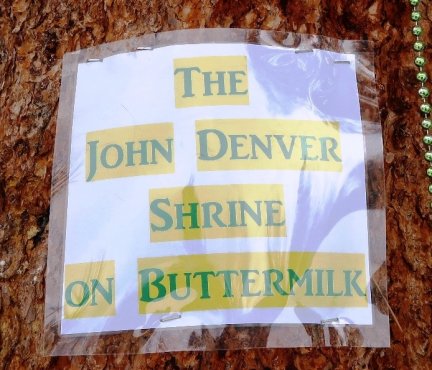 THE
JOHN DENVER
SHRINE
ON BUTTERMILK